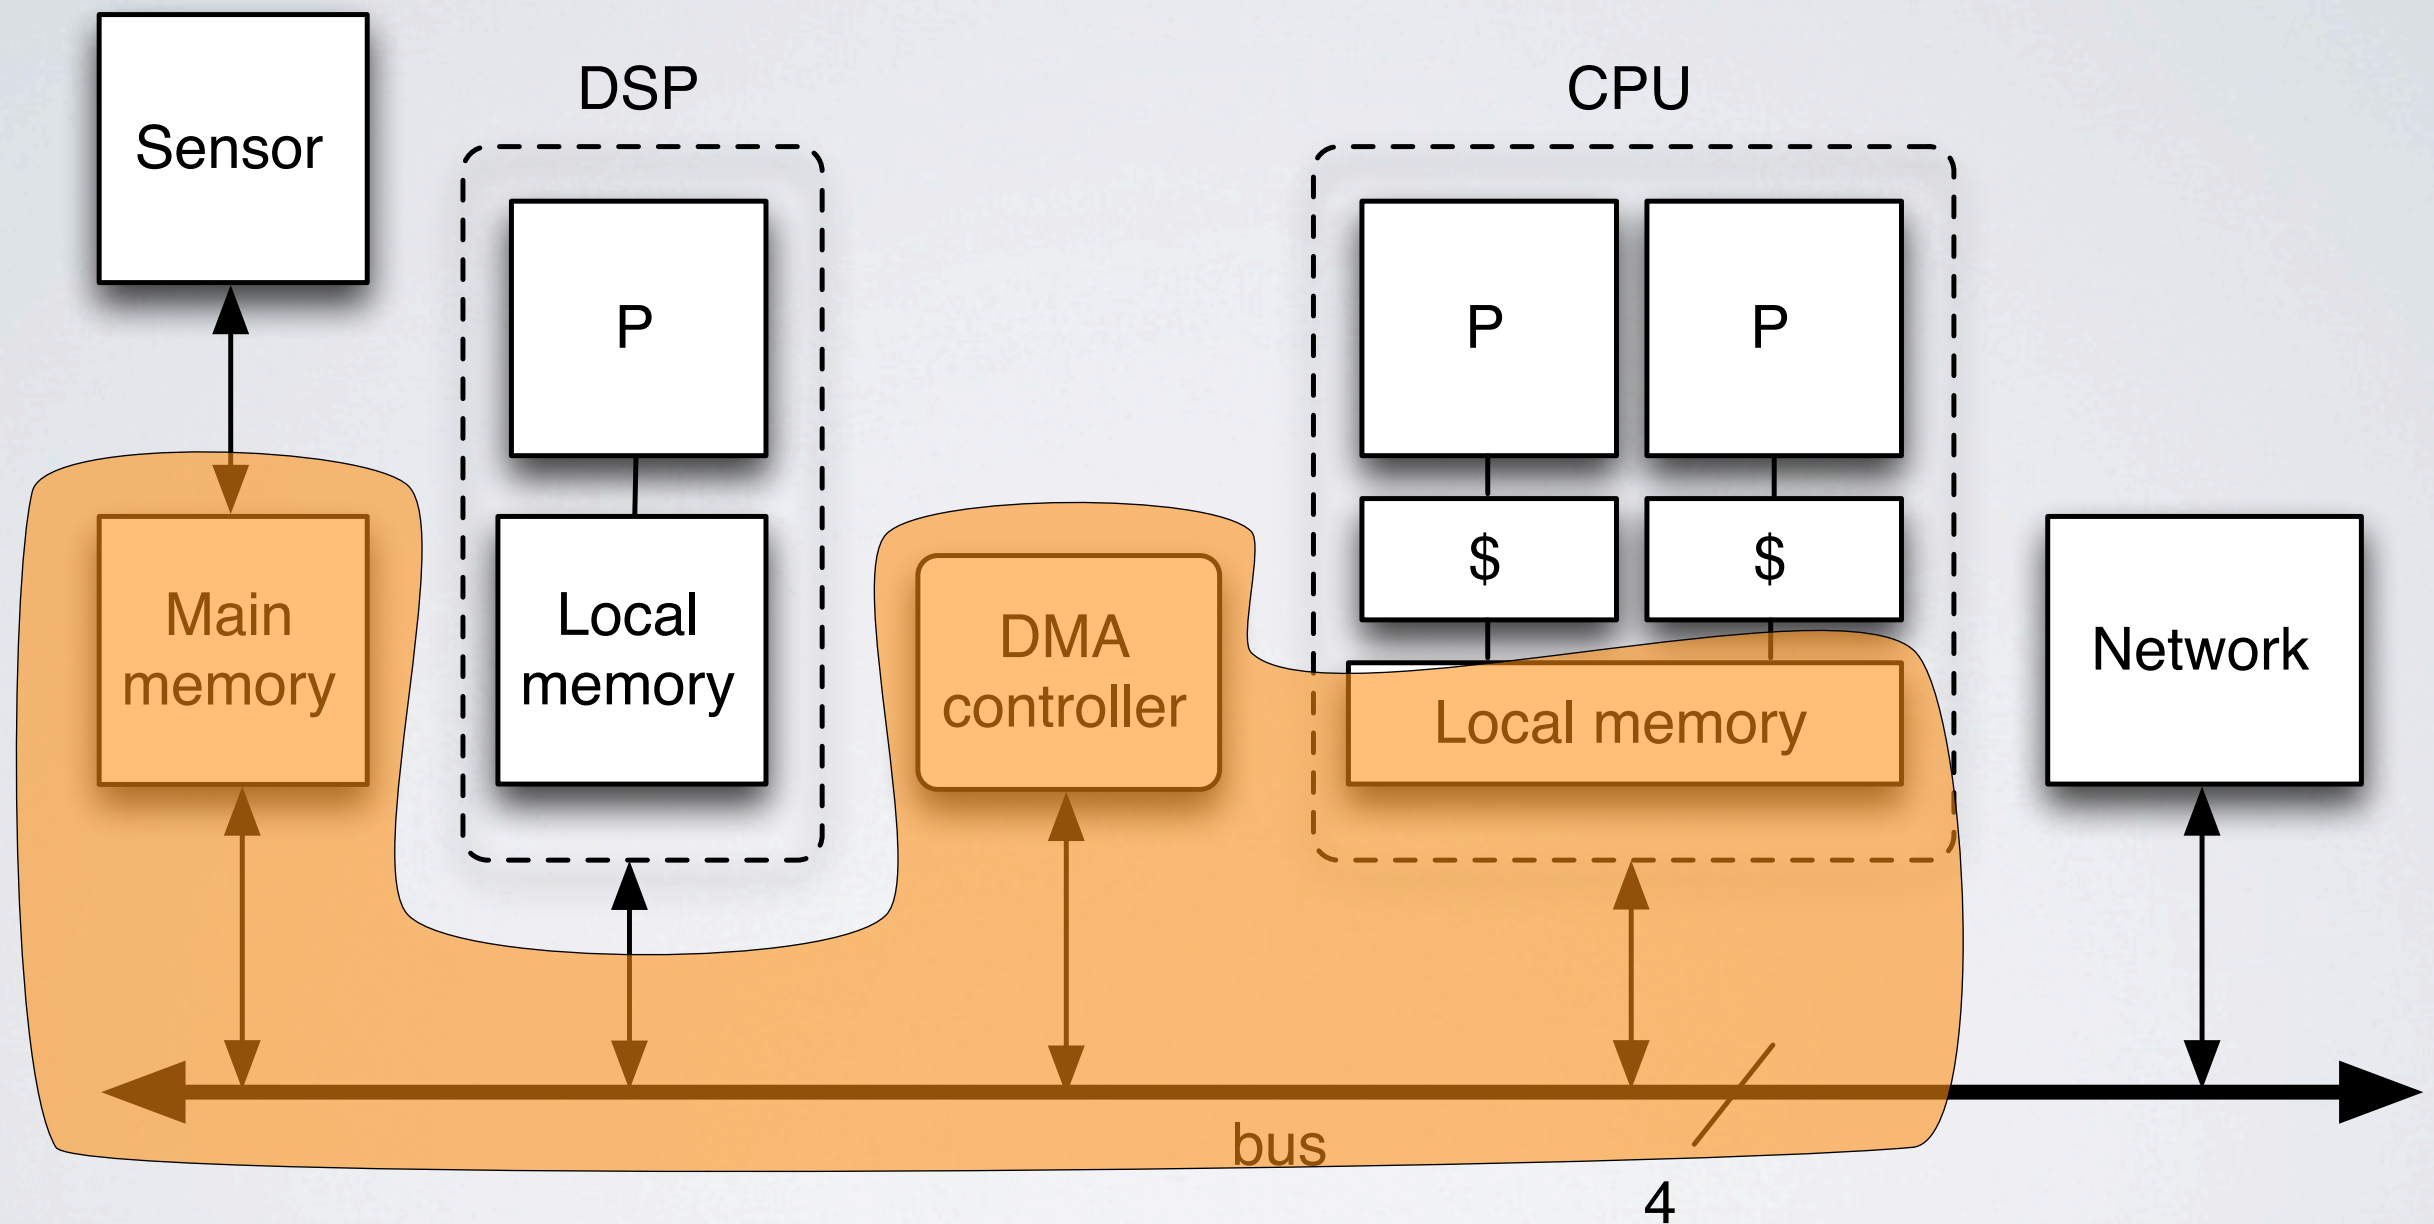 Sensor
DSP
CPU
P
P
P
$
$
Main
memory
Local
memory
DMA
controller
Local memory
Network
bus
4